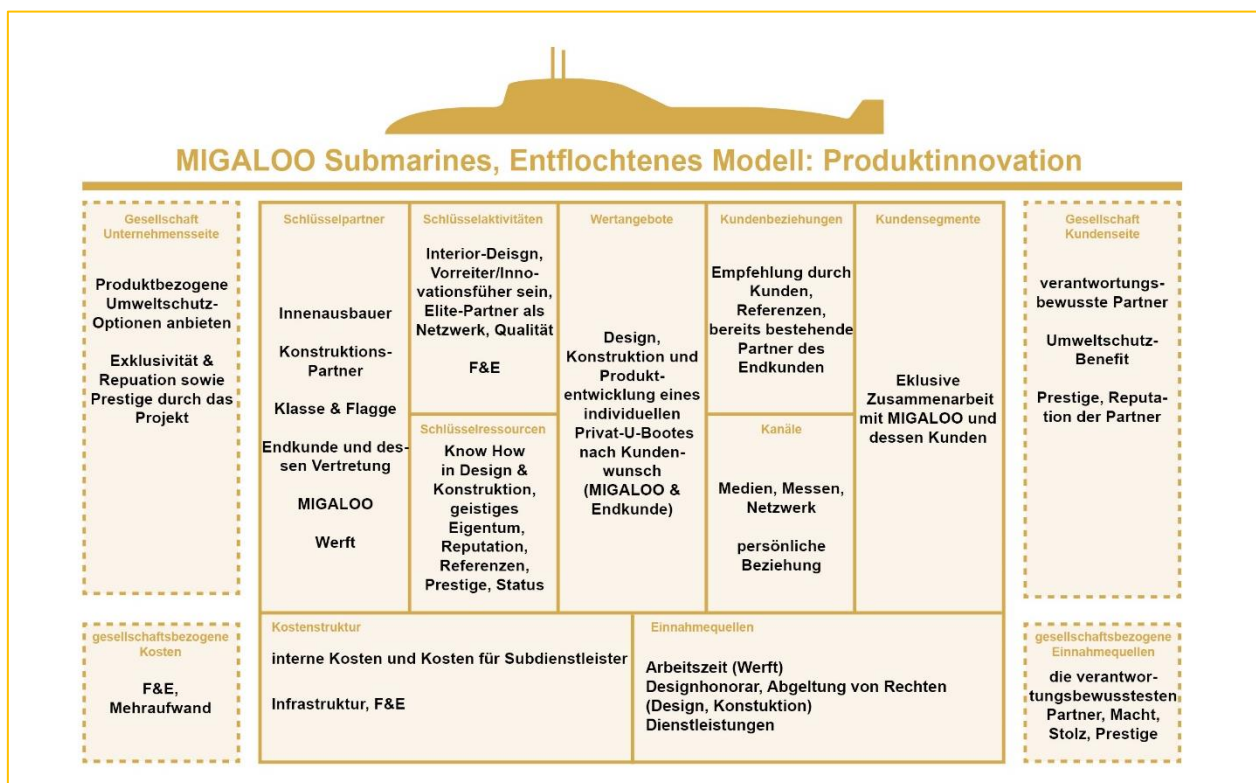 MIGALOO Submarines, Entflochtenes Modell: Produktinnovation
Gesellschaft
Unternehmensseite
Produktbezogene
Umweltschutz-
Optionen anbieten
Exklusivität &
Repuation sowie
Prestige durch das
Projekt
Schlüsselpartner
Innenausbauer
Konstruktions-
Partner
Klasse & Flagge
Endkunde und des-
sen Vertretung
MIGALOO
Werft
Schlüsselaktivitäten
Interior-Deisgn,
Vorreiter/Inno-
vationsfüher sein,
Elite-Partner als
Netzwerk, Qualität
F&E
Schlüsselressourcen
Know How
in Design &
Konstruktion,
geistiges
Eigentum,
Reputation,
Referenzen,
Prestige, Status
Wertangebote
Design,
Konstruktion und
Produkt-
entwicklung eines
individuellen
Privat-U-Bootes
nach Kunden-
wunsch
(MIGALOO &
Endkunde)
Kundenbeziehungen
Empfehlung durch
Kunden,
Referenzen,
bereits bestehende
Partner des
Endkunden
Kanäle
Medien, Messen,
Netzwerk
persönliche
Beziehung
Kundensegmente
Eklusive
Zusammenarbeit
mit MIGALOO und
dessen Kunden
Gesellschaft
Kundenseite
verantwortungs-
bewusste Partner
Umweltschutz-
Benefit
Prestige, Reputa-
tion der Partner
gesellschaftsbezogene
Kosten
F&E,
Mehraufwand
Kostenstruktur
interne Kosten und Kosten für Subdienstleister
Infrastruktur, F&E
Einnahmequellen
Arbeitszeit (Werft)
Designhonorar, Abgeltung von Rechten
(Design, Konstuktion)
Dienstleistungen
gesellschaftsbezogene
Einnahmequellen
die verantwor-
tungsbewusstesten
Partner, Macht,
Stolz, Prestige